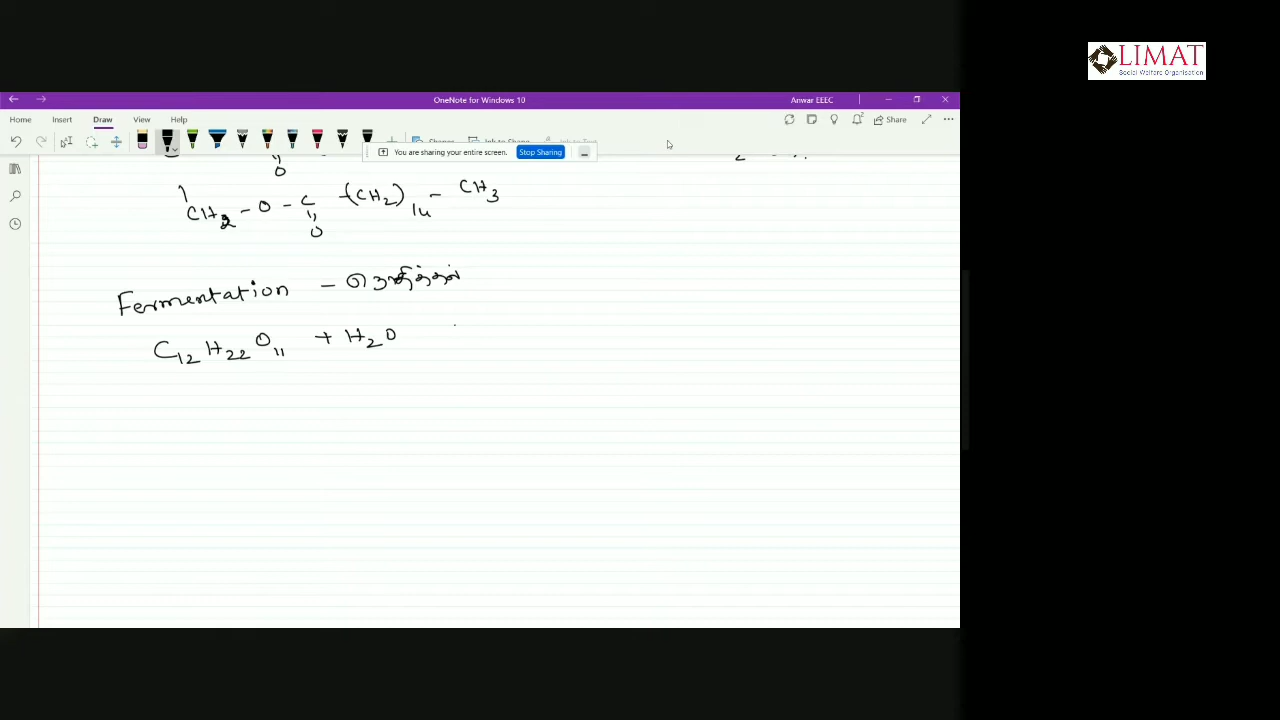 LIMAT
Social Welfare Organisation
OneNote for Windows 10
Anwar EEEC
Home Insert Draw View Help
Share
You are sharing your entire screen. Stop Sharing
O
CH2 - O - C (CH2)14 - CH3
O
Fermentation - நொதித்தல்
C12 H22 O11 + H2O